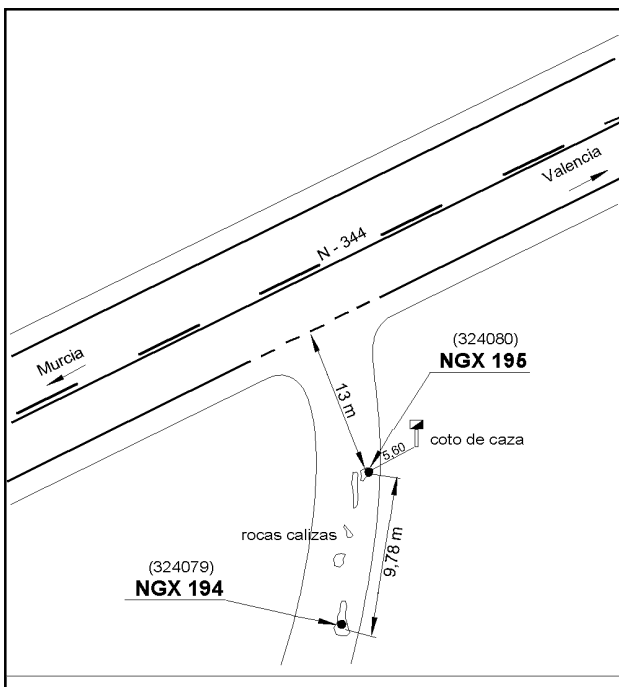 Valencia
N - 344
Murcia
(324080)
NGX 195
13 m
coto de caza
5,60
rocas calizas
9,78 m
(324079)
NGX 194